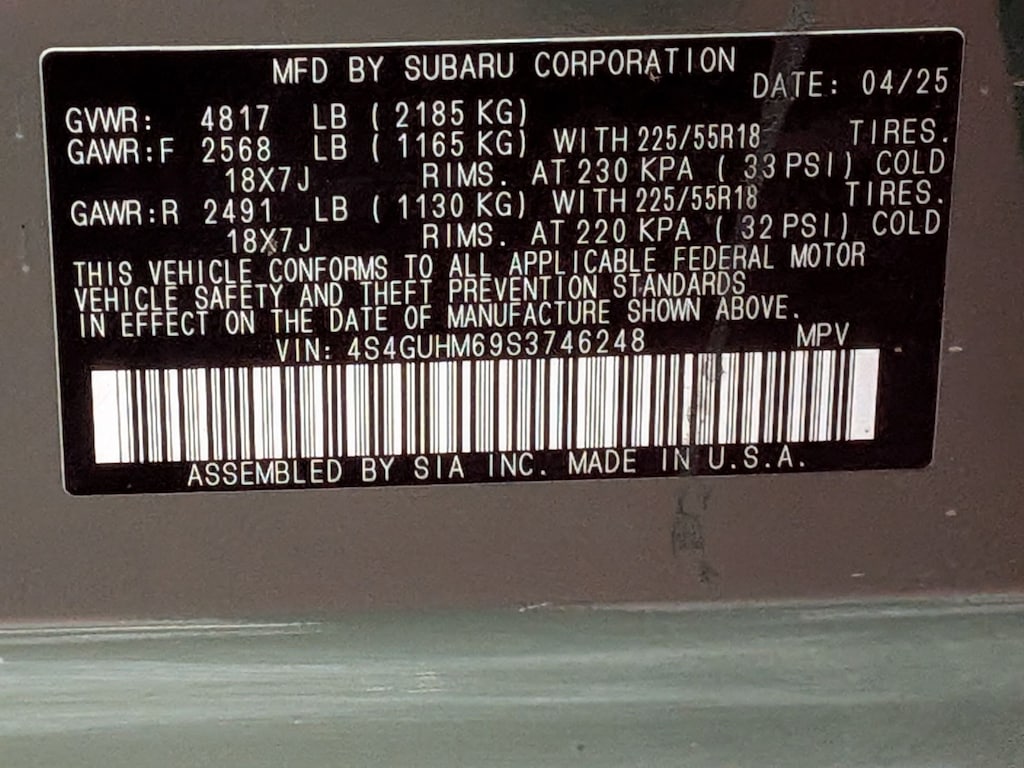 MFD BY SUBARU CORPORATION
DATE: 04/25
GVWR: 4817 LB ( 2185 KG)
GAWR:F 2568 LB ( 1165 KG) WITH 225/55R18 TIRES.
18X7J RIMS. AT 230 KPA ( 33 PSI) COLD
GAWR:R 2491 LB ( 1130 KG) WITH 225/55R18 TIRES.
18X7J RIMS. AT 220 KPA ( 32 PSI) COLD
THIS VEHICLE CONFORMS TO ALL APPLICABLE FEDERAL MOTOR
VEHICLE SAFETY AND THEFT PREVENTION STANDARDS
IN EFFECT ON THE DATE OF MANUFACTURE SHOWN ABOVE.
VIN: 4S4GUHM69S3746248 MPV
ASSEMBLED BY SIA INC. MADE IN U.S.A.